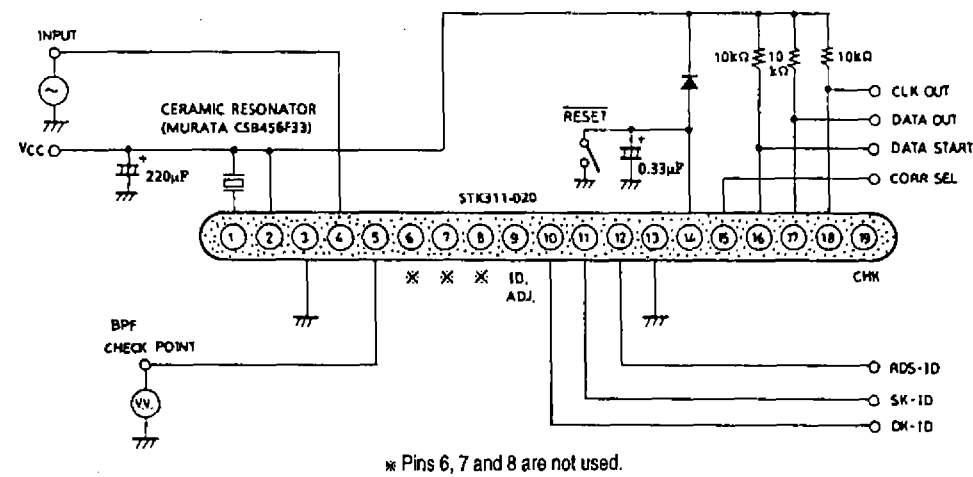 INPUT
~
CERAMIC RESONATOR
(MURATA CSB456F33)
VCC
+
220µF
RESET
+
0.33µF
10kΩ
10
kΩ
10kΩ
CLK OUT
DATA OUT
DATA START
CORR SEL
STK311-020
1 2 3 4 5 6 7 8 9 10 11 12 13 14 15 16 17 18 19
※ ※ ※
ID.
ADJ.
CHK
BPF
CHECK POINT
V.V.
RDS-ID
SK-ID
DK-ID
※ Pins 6, 7 and 8 are not used.